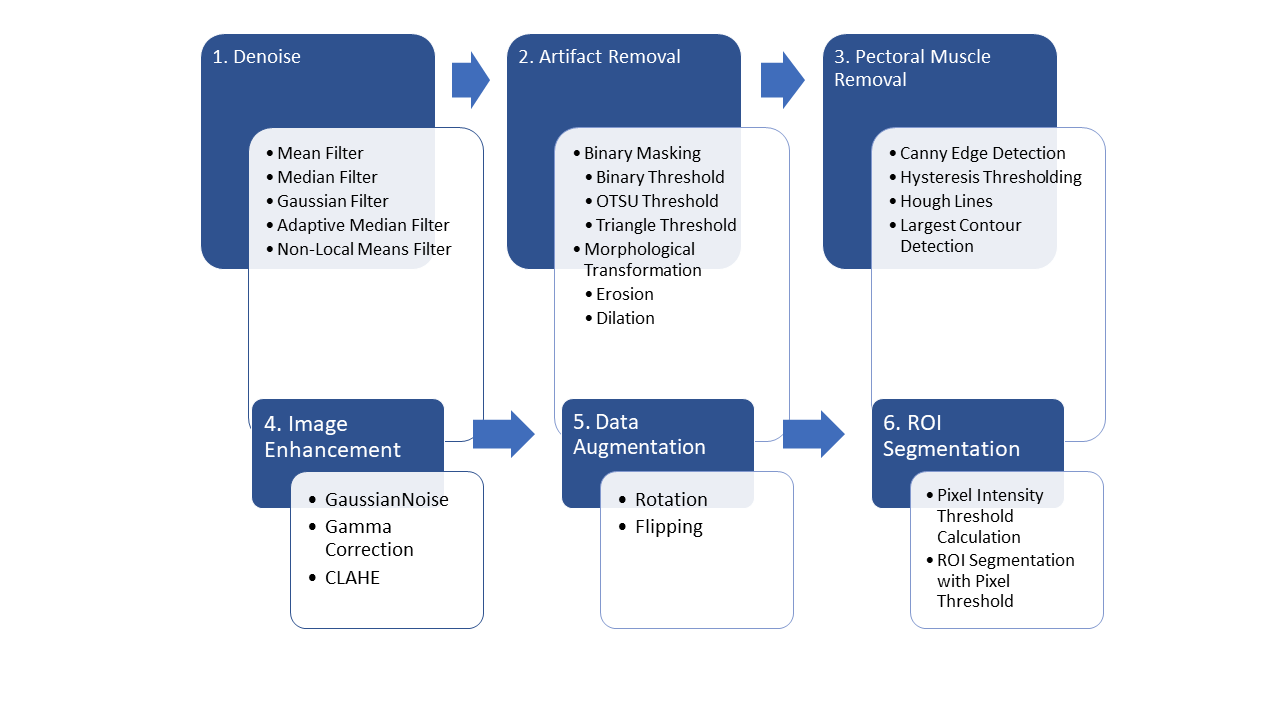 1. Denoise
• Mean Filter
• Median Filter
• Gaussian Filter
• Adaptive Median Filter
• Non-Local Means Filter
2. Artifact Removal
• Binary Masking
• Binary Threshold
• OTSU Threshold
• Triangle Threshold
• Morphological
Transformation
• Erosion
• Dilation
3. Pectoral Muscle
Removal
• Canny Edge Detection
• Hysteresis Thresholding
• Hough Lines
• Largest Contour
Detection
4. Image
Enhancement
• GaussianNoise
• Gamma
Correction
• CLAHE
5. Data
Augmentation
• Rotation
• Flipping
6. ROI
Segmentation
• Pixel Intensity
Threshold
Calculation
• ROI Segmentation
with Pixel
Threshold